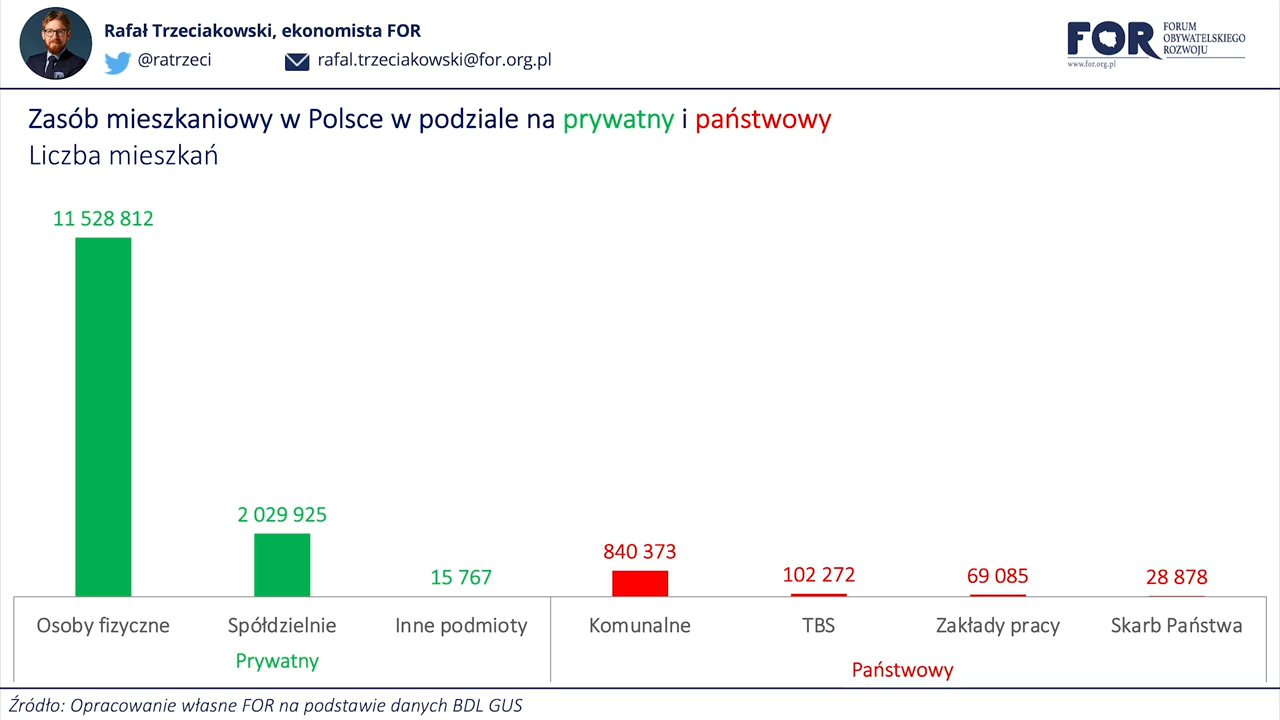 Rafał Trzeciakowski, ekonomista FOR
@ratrzeci
rafal.trzeciakowski@for.org.pl
FOR
FORUM
OBYWATELSKIEGO
ROZWOJU
www.for.org.pl
Zasób mieszkaniowy w Polsce w podziale na prywatny i państwowy
Liczba mieszkań
11 528 812
2 029 925
15 767
840 373
102 272
69 085
28 878
Osoby fizyczne
Spółdzielnie
Inne podmioty
Komunalne
TBS
Zakłady pracy
Skarb Państwa
Prywatny
Państwowy
Źródło: Opracowanie własne FOR na podstawie danych BDL GUS